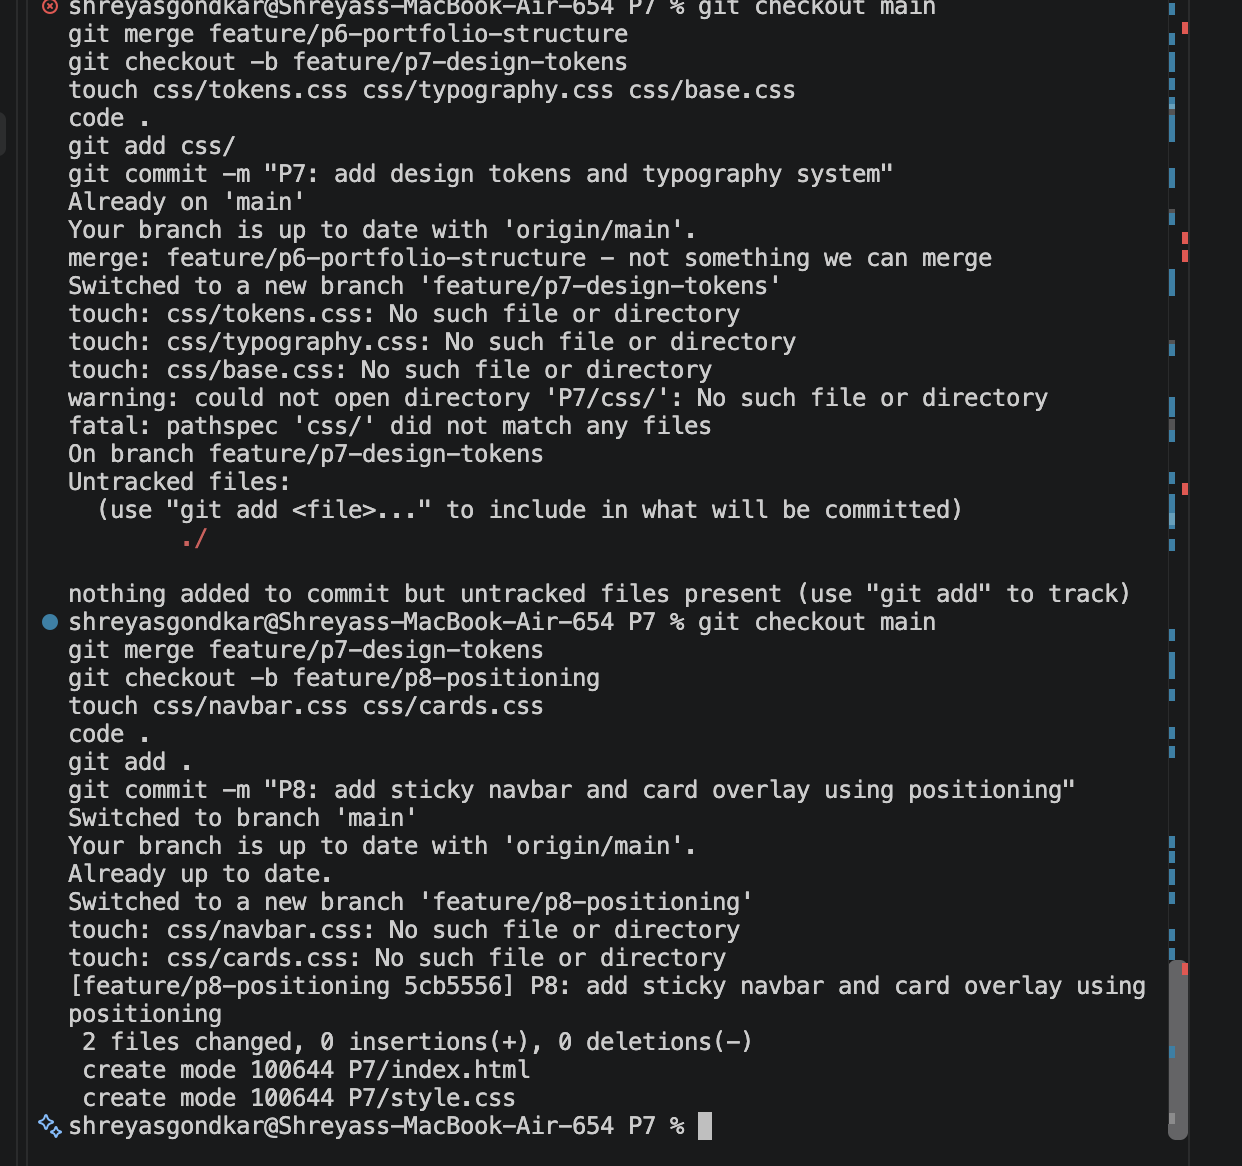 shreyasgondkar@Shreyass-MacBook-Air-654 P7 % git checkout main
git merge feature/p6-portfolio-structure
git checkout -b feature/p7-design-tokens
touch css/tokens.css css/typography.css css/base.css
code .
git add css/
git commit -m "P7: add design tokens and typography system"
Already on 'main'
Your branch is up to date with 'origin/main'.
merge: feature/p6-portfolio-structure - not something we can merge
Switched to a new branch 'feature/p7-design-tokens'
touch: css/tokens.css: No such file or directory
touch: css/typography.css: No such file or directory
touch: css/base.css: No such file or directory
warning: could not open directory 'P7/css/': No such file or directory
fatal: pathspec 'css/' did not match any files
On branch feature/p7-design-tokens
Untracked files:
  (use "git add <file>..." to include in what will be committed)
        ./

nothing added to commit but untracked files present (use "git add" to track)
shreyasgondkar@Shreyass-MacBook-Air-654 P7 % git checkout main
git merge feature/p7-design-tokens
git checkout -b feature/p8-positioning
touch css/navbar.css css/cards.css
code .
git add .
git commit -m "P8: add sticky navbar and card overlay using positioning"
Switched to branch 'main'
Your branch is up to date with 'origin/main'.
Already up to date.
Switched to a new branch 'feature/p8-positioning'
touch: css/navbar.css: No such file or directory
touch: css/cards.css: No such file or directory
[feature/p8-positioning 5cb5556] P8: add sticky navbar and card overlay using
positioning
 2 files changed, 0 insertions(+), 0 deletions(-)
 create mode 100644 P7/index.html
 create mode 100644 P7/style.css
shreyasgondkar@Shreyass-MacBook-Air-654 P7 %